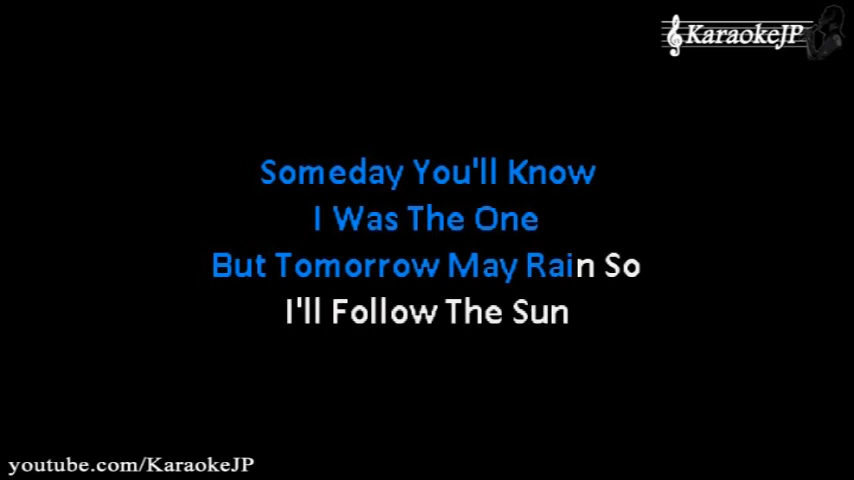 KaraokeJP
Someday You'll Know
I Was The One
But Tomorrow May Rain So
I'll Follow The Sun
youtube.com/KaraokeJP